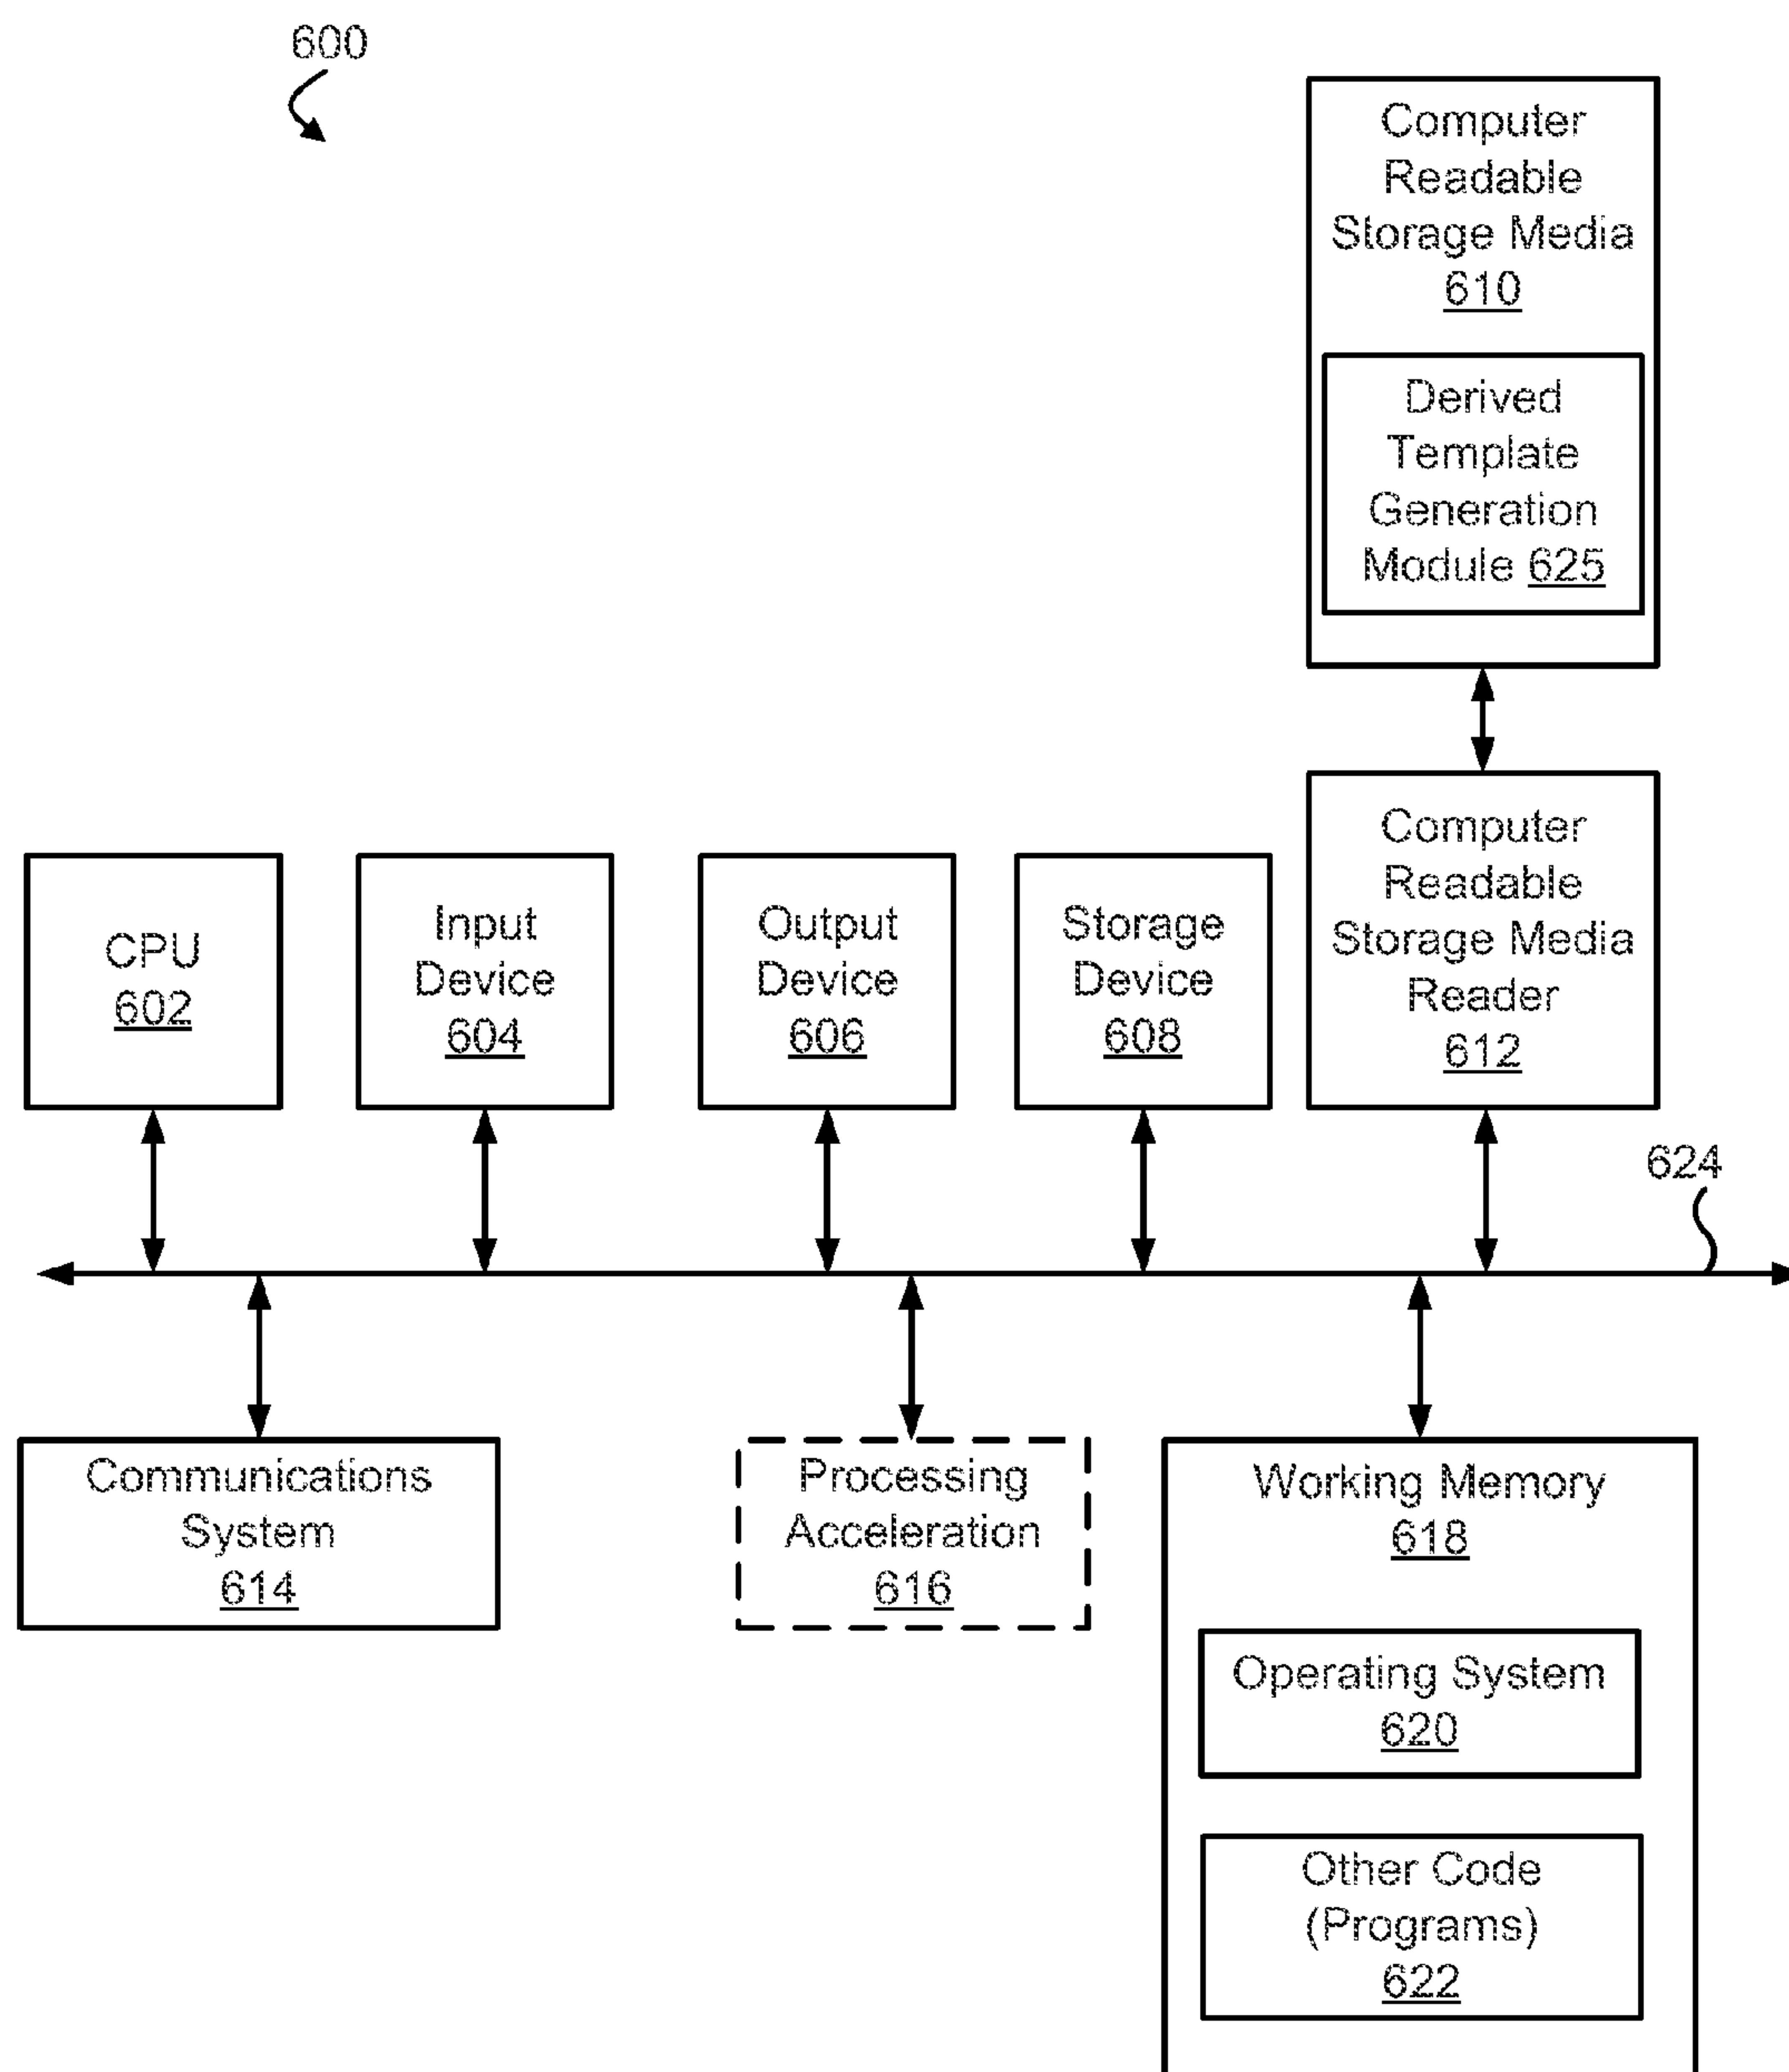 600
Computer
Readable
Storage Media
610
Derived
Template
Generation
Module 625
Computer
Readable
Storage Media
Reader
612
CPU
602
Input
Device
604
Output
Device
606
Storage
Device
608
624
Communications
System
614
Processing
Acceleration
616
Working Memory
618
Operating System
620
Other Code
(Programs)
622